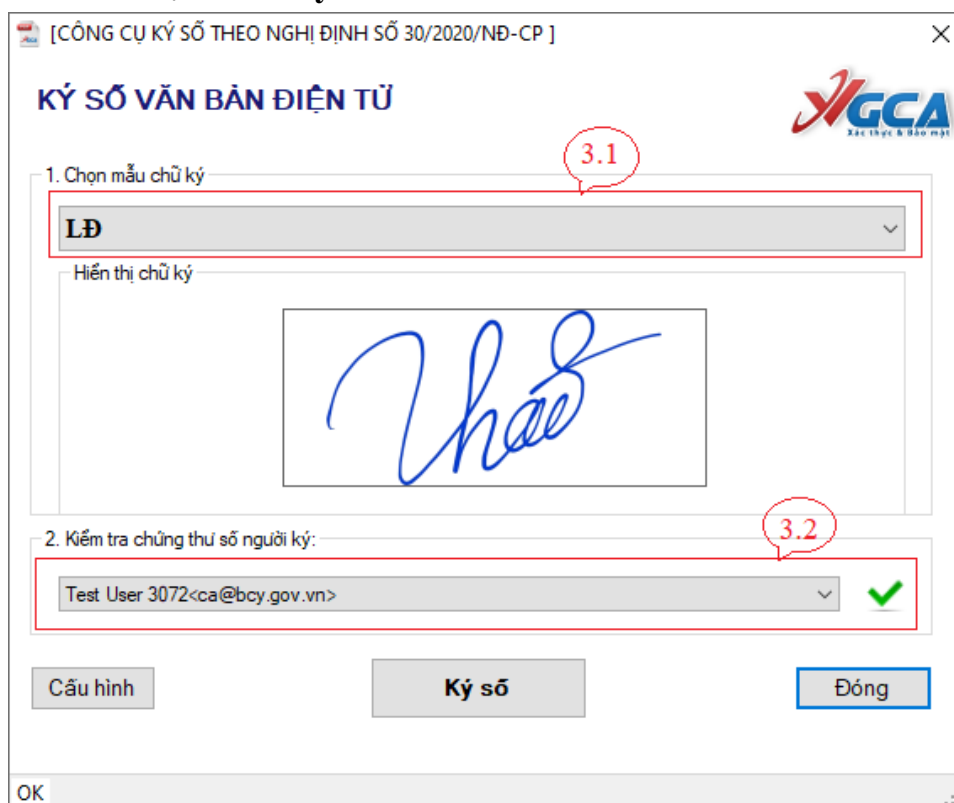 [CÔNG CỤ KÝ SỐ THEO NGHỊ ĐỊNH SỐ 30/2020/NĐ-CP ]
KÝ SỐ VĂN BẢN ĐIỆN TỬ
VGCA
Xác thực & Bảo mật
3.1
1. Chọn mẫu chữ ký
LĐ
Hiển thị chữ ký
Thảo
3.2
2. Kiểm tra chứng thư số người ký:
Test User 3072<ca@bcy.gov.vn>
Cấu hình
Ký số
Đóng
OK